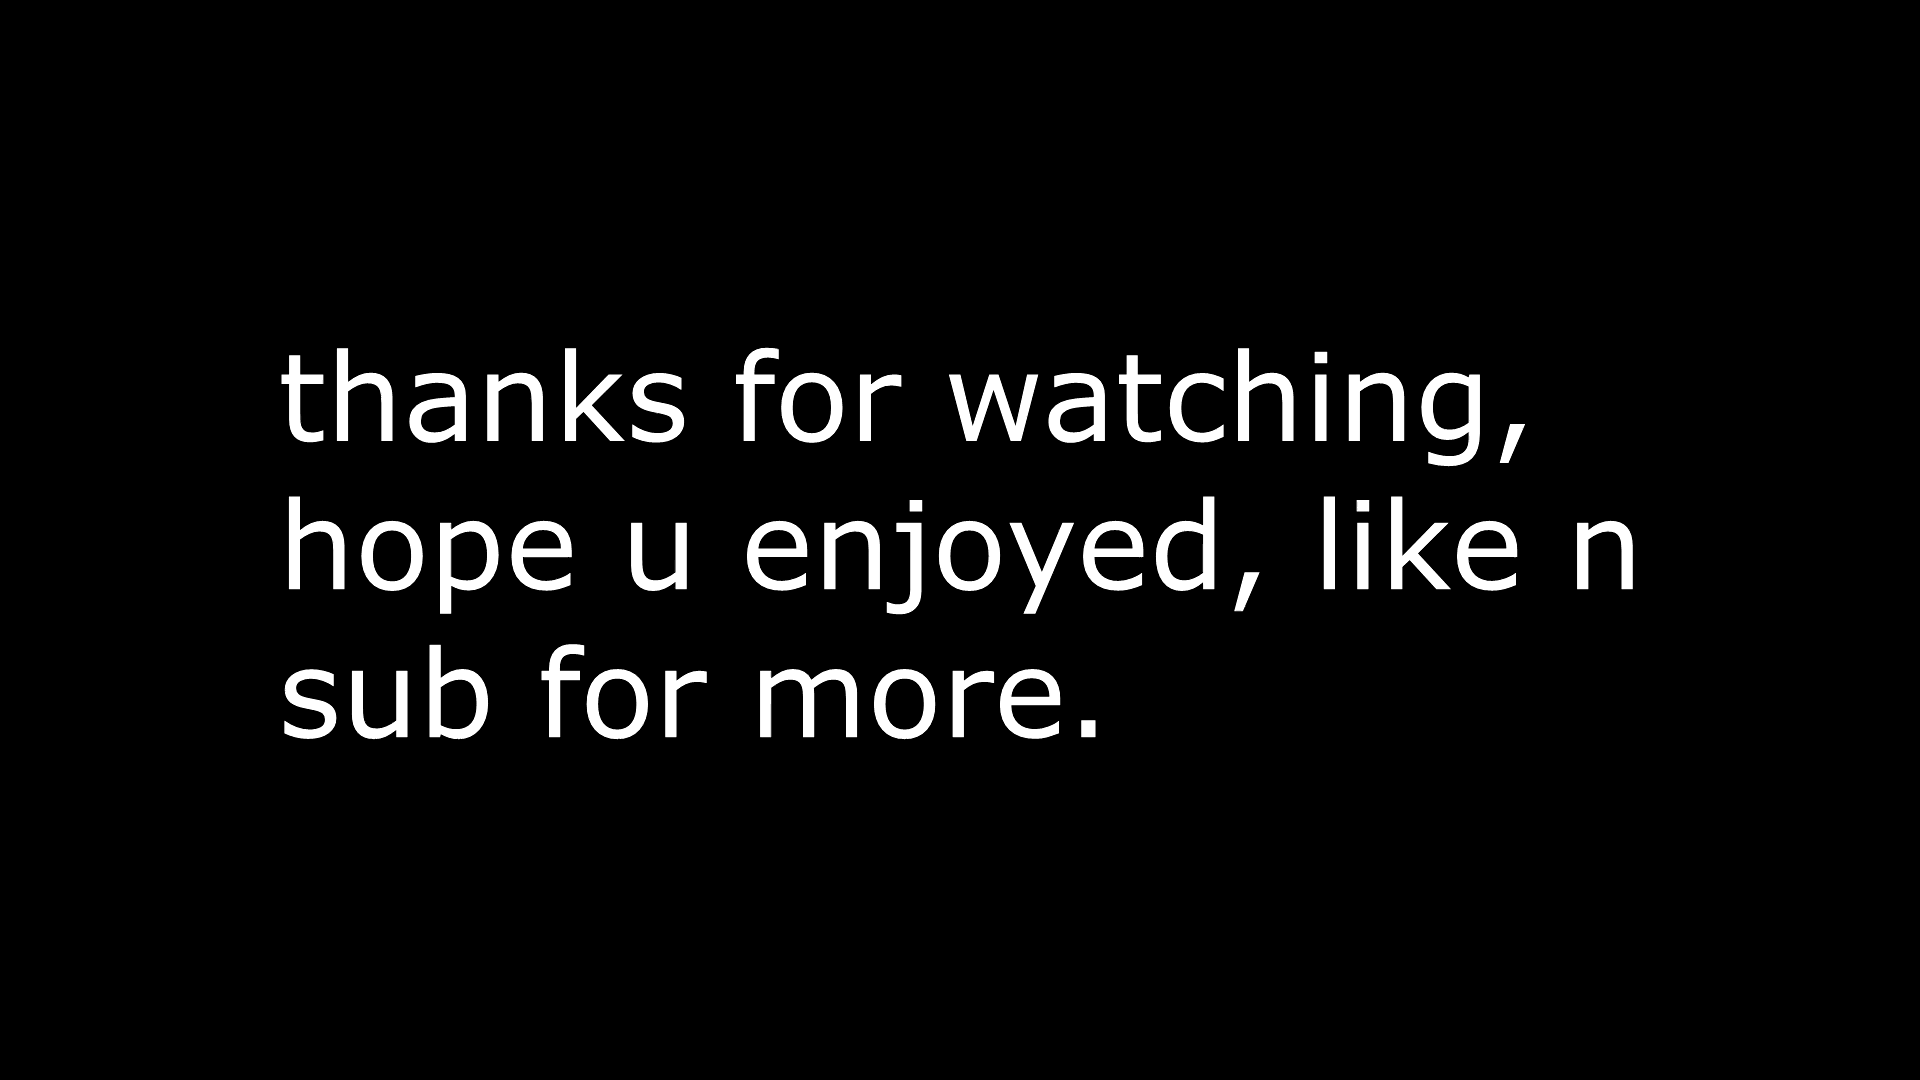 thanks for watching,
hope u enjoyed, like n
sub for more.